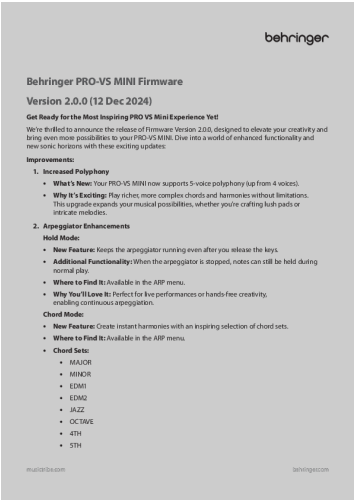 behringer
Behringer PRO-VS MINI Firmware
Version 2.0.0 (12 Dec 2024)
Get Ready for the Most Inspiring PRO VS Mini Experience Yet!
We're thrilled to announce the release of Firmware Version 2.0.0, designed to elevate your creativity and
bring even more possibilities to your PRO-VS MINI. Dive into a world of enhanced functionality and
new sonic horizons with these exciting updates:
Improvements:
1. Increased Polyphony
• What's New: Your PRO-VS MINI now supports 5-voice polyphony (up from 4 voices).
• Why It's Exciting: Play richer, more complex chords and harmonies without limitations.
This upgrade expands your musical possibilities, whether you're crafting lush pads or
intricate melodies.
2. Arpeggiator Enhancements
Hold Mode:
• New Feature: Keeps the arpeggiator running even after you release the keys.
• Additional Functionality: When the arpeggiator is stopped, notes can still be held during
normal play.
• Where to Find It: Available in the ARP menu.
• Why You'll Love It: Perfect for live performances or hands-free creativity,
enabling continuous arpeggiation.
Chord Mode:
• New Feature: Create instant harmonies with an inspiring selection of chord sets.
• Where to Find It: Available in the ARP menu.
• Chord Sets:
• MAJOR
• MINOR
• EDM1
• EDM2
• JAZZ
• OCTAVE
• 4TH
• 5TH
musictribe.com
behringer.com